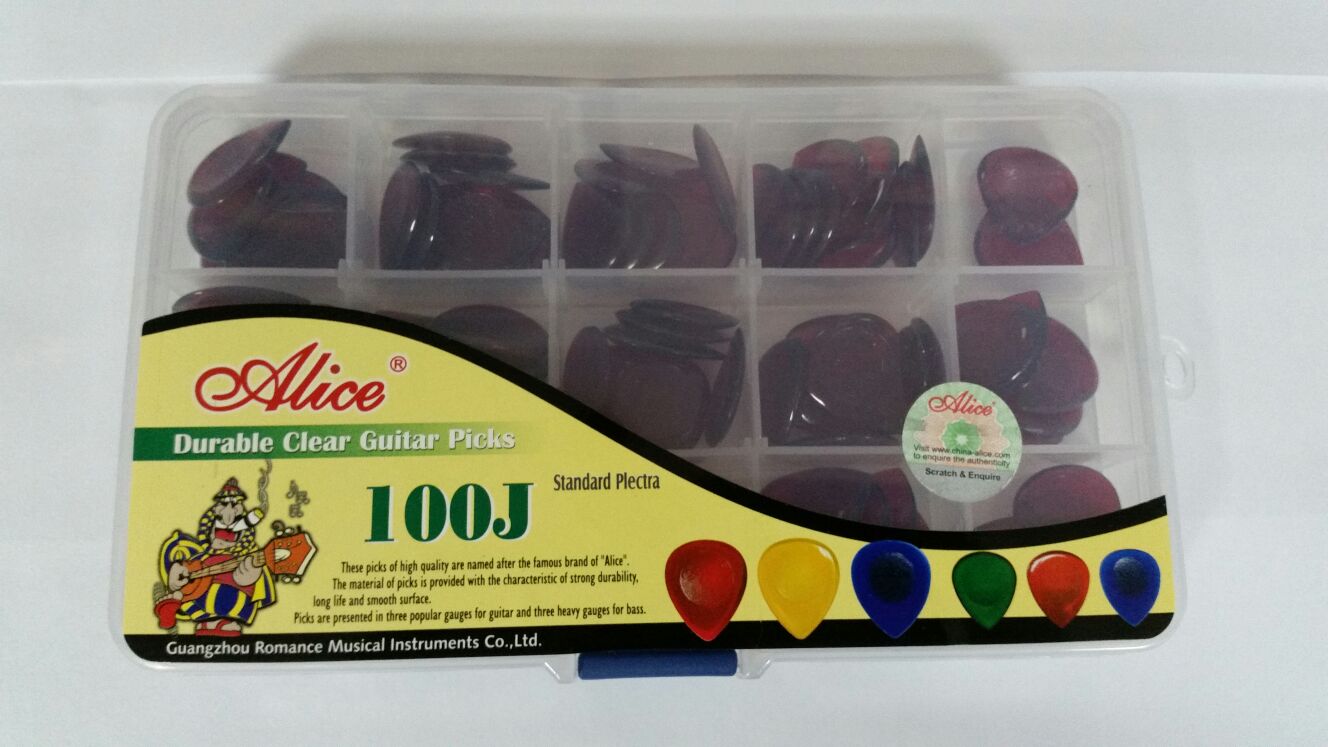 Alice®
Durable Clear Guitar Picks
100J
Standard Plectra
These picks of high quality are named after the famous brand of "Alice".
The material of picks is provided with the characteristic of strong durability,
long life and smooth surface.
Picks are presented in three popular gauges for guitar and three heavy gauges for bass.
Guangzhou Romance Musical Instruments Co.,Ltd.
Alice®
Visit www.china-alice.com
to enquire the authenticity
Scratch & Enquire